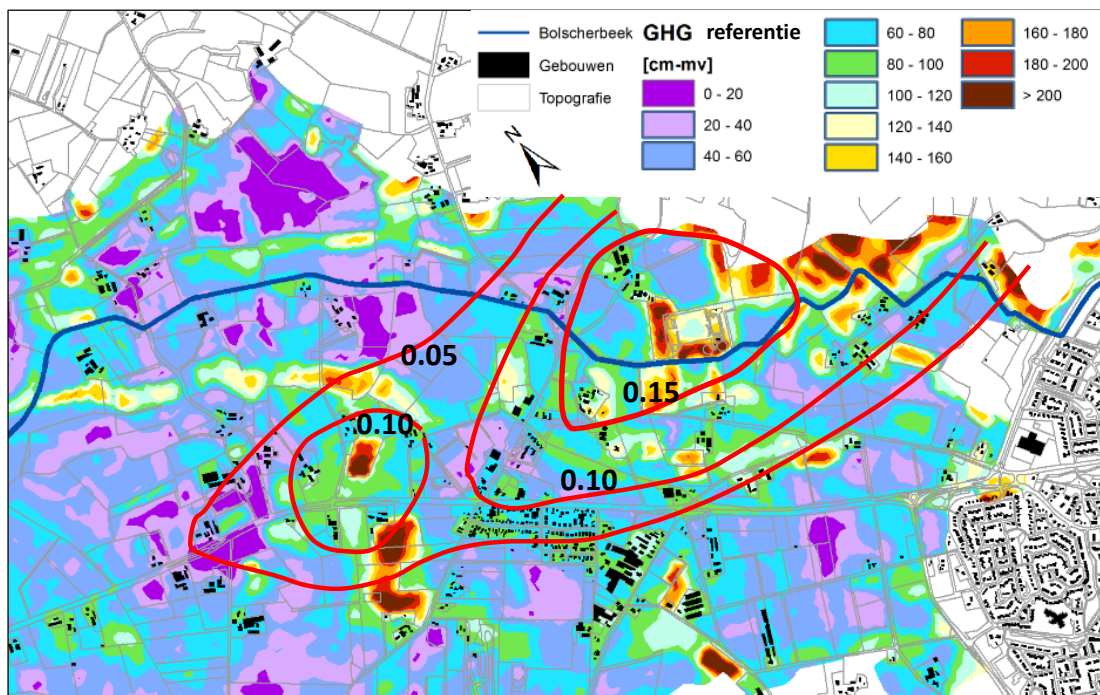 Bolscherbeek
Gebouwen
Topografie
N
GHG referentie
[cm-mv]
0 - 20
20 - 40
40 - 60
60 - 80
80 - 100
100 - 120
120 - 140
140 - 160
160 - 180
180 - 200
> 200
0.05
0.10
0.15
0.10